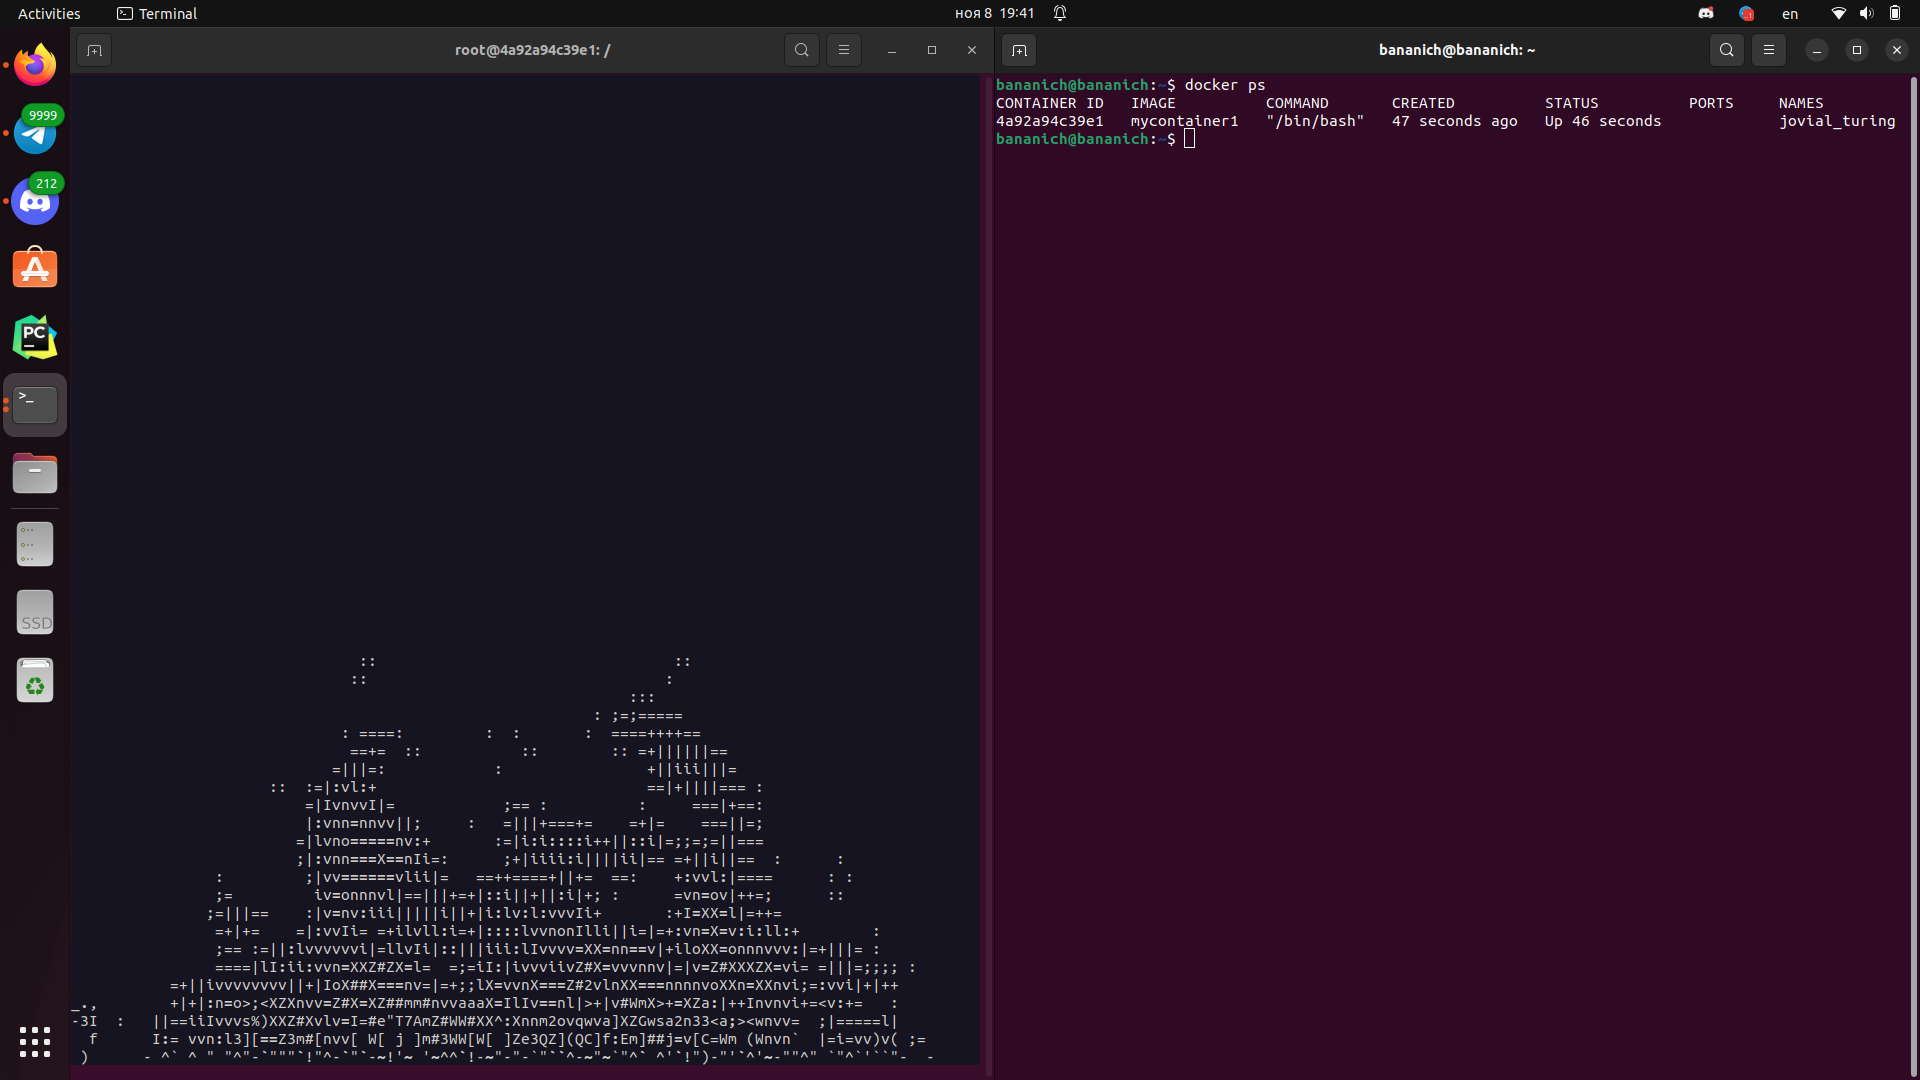 Activities
Terminal
ноя 8 19:41
en
root@4a92a94c39e1: /
bananich@bananich: ~
9999
212
PC
>_
SSD
bananich@bananich:~$ docker ps
CONTAINER ID   IMAGE          COMMAND       CREATED          STATUS          PORTS     NAMES
4a92a94c39e1   mycontainer1   "/bin/bash"   47 seconds ago   Up 46 seconds             jovial_turing
bananich@bananich:~$